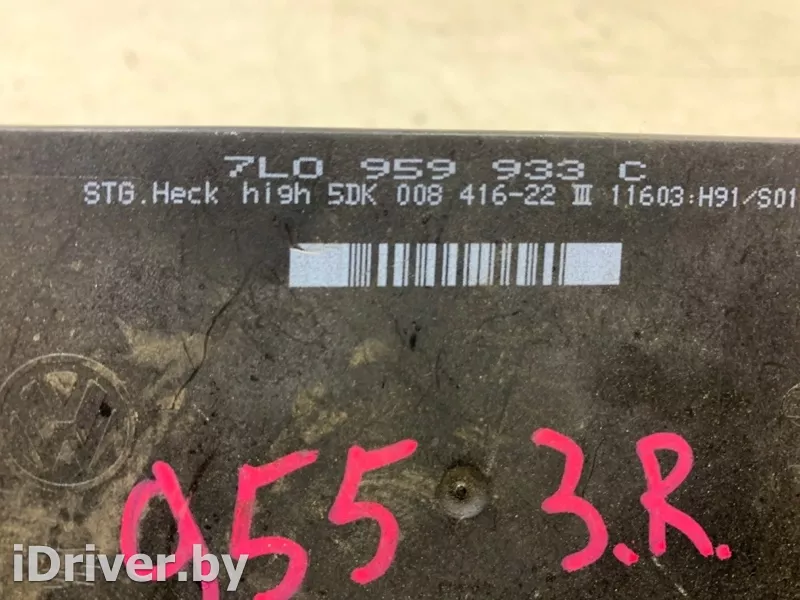 7L0 959 933 C
STG.Heck high 5DK 008 416-22 III 11603:H91/S01
955 3.R.
iDriver.by